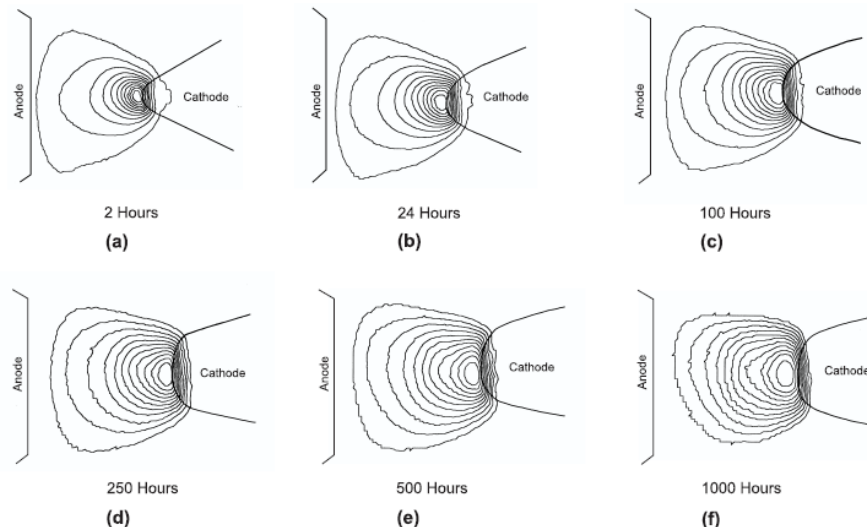 Anode
Cathode
2 Hours
(a)
Anode
Cathode
24 Hours
(b)
Anode
Cathode
100 Hours
(c)
Anode
Cathode
250 Hours
(d)
Anode
Cathode
500 Hours
(e)
Anode
Cathode
1000 Hours
(f)